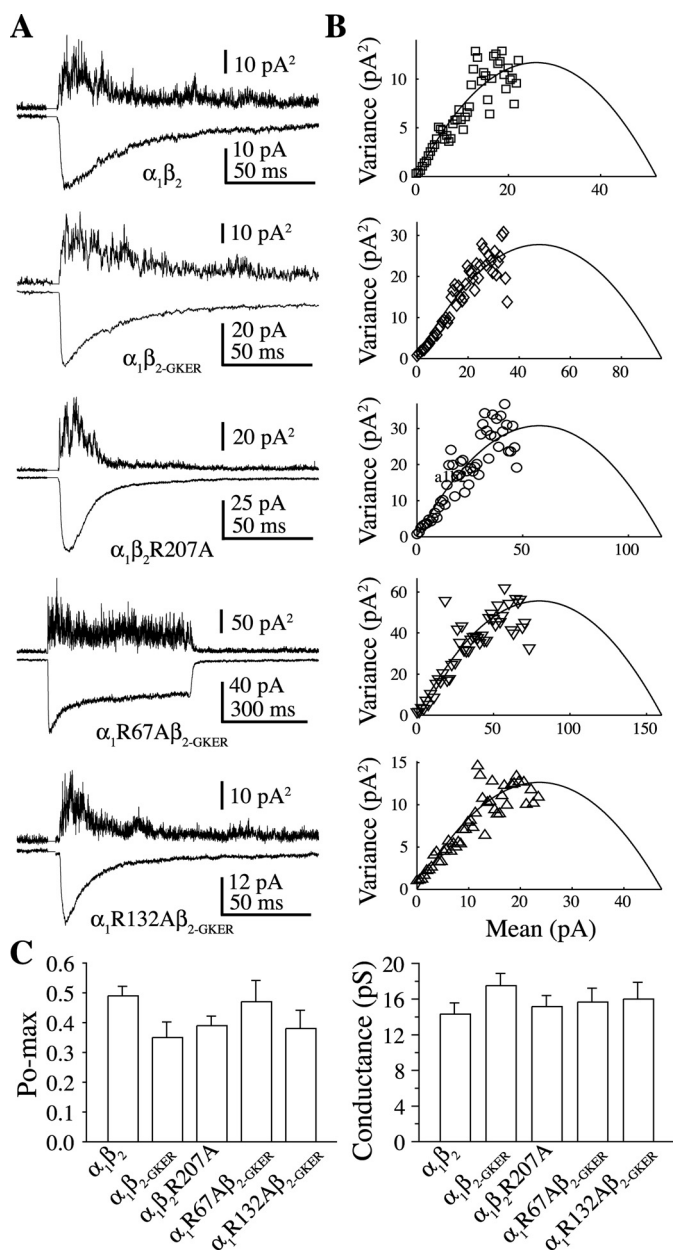 A
10 pA²
10 pA
50 ms
α₁β₂
10 pA²
20 pA
50 ms
α₁β₂₋GKER
20 pA²
25 pA
50 ms
α₁β₂R207A
50 pA²
40 pA
300 ms
α₁R67Aβ₂₋GKER
10 pA²
12 pA
50 ms
α₁R132Aβ₂₋GKER
B
Variance (pA²)
10
5
0
0 20 40
Variance (pA²)
30
20
10
0
0 20 40 60 80
Variance (pA²)
30
20
10
0
0 50 100
Variance (pA²)
60
40
20
0
0 50 100 150
Variance (pA²)
15
10
5
0
0 10 20 30 40
Mean (pA)
C
Po-max
0.6
0.5
0.4
0.3
0.2
0.1
0.0
α₁β₂
α₁β₂₋GKER
α₁β₂R207A
α₁R67Aβ₂₋GKER
α₁R132Aβ₂₋GKER
Conductance (pS)
20
16
12
8
4
0
α₁β₂
α₁β₂₋GKER
α₁β₂R207A
α₁R67Aβ₂₋GKER
α₁R132Aβ₂₋GKER